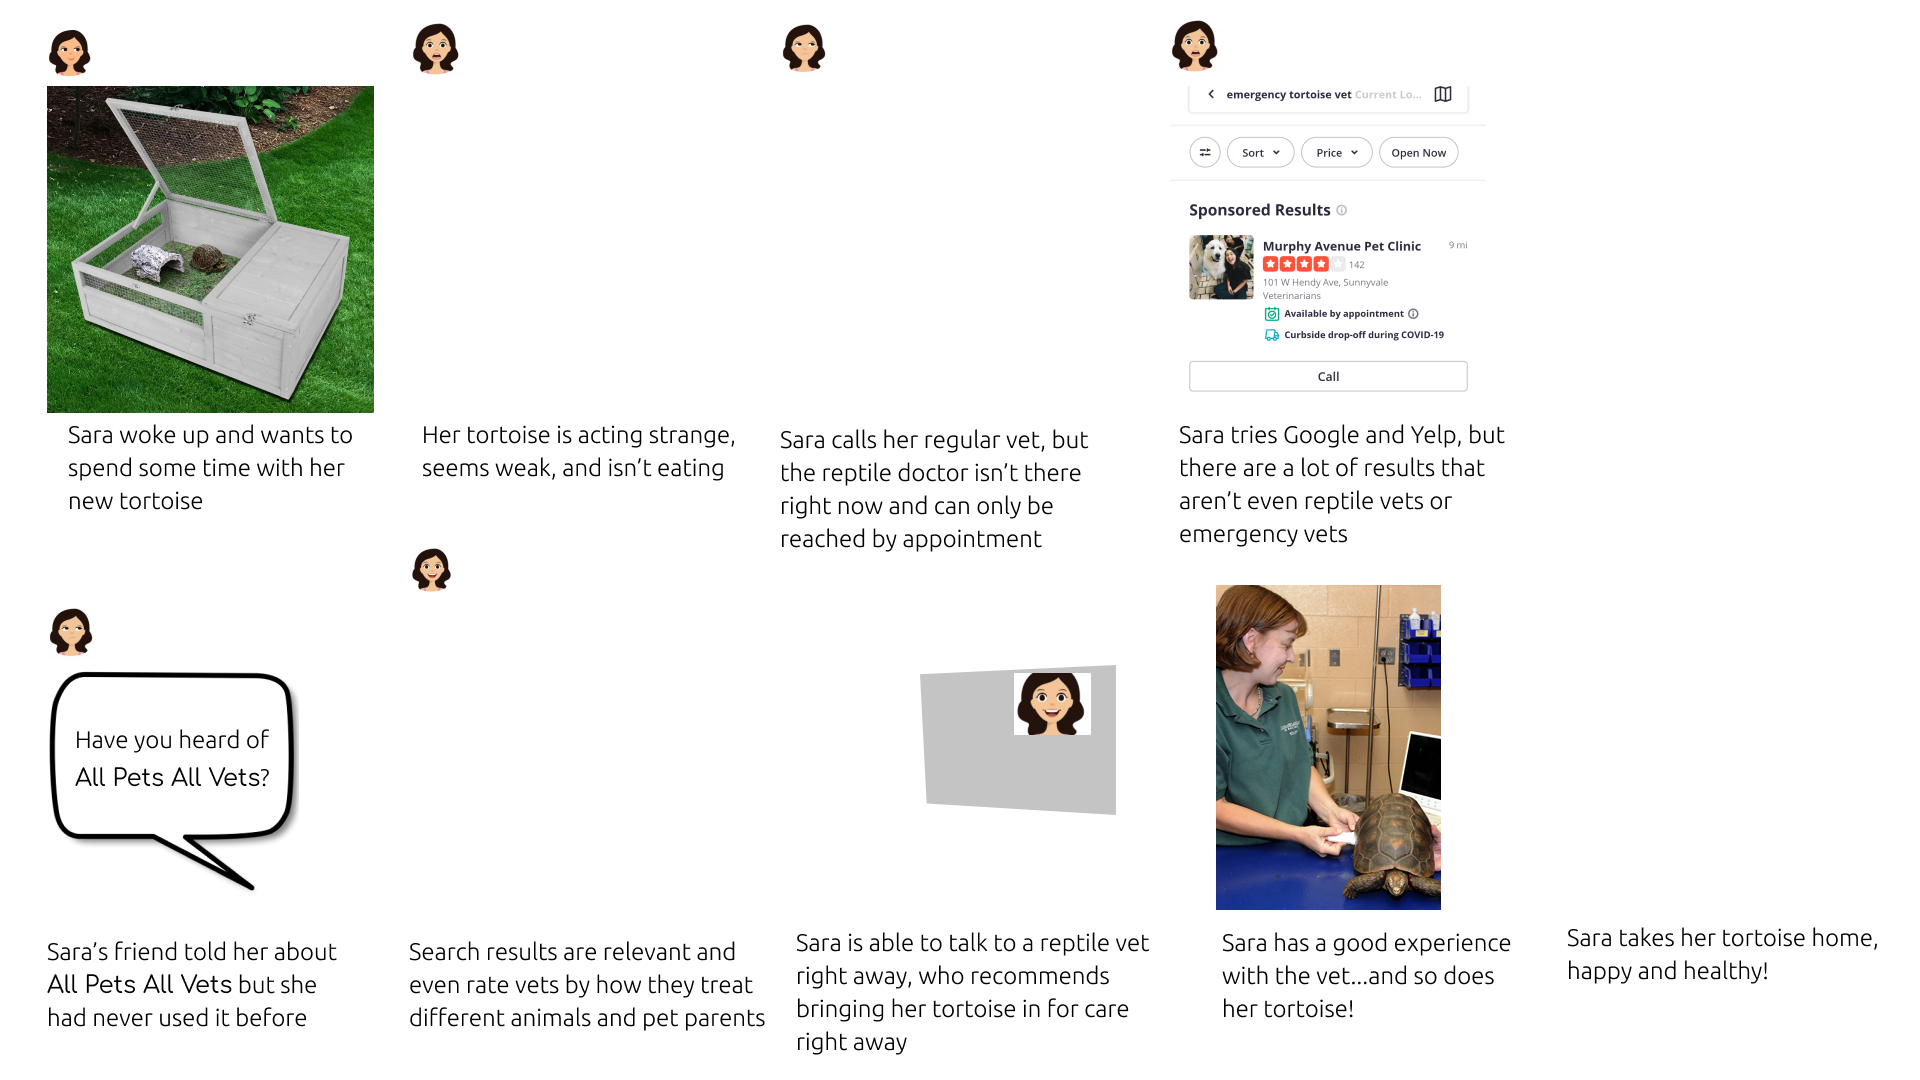 emergency tortoise vet Current Lo...
Sort
Price
Open Now
Sponsored Results
Murphy Avenue Pet Clinic
9 mi
142
101 W Hendy Ave, Sunnyvale
Veterinarians
Available by appointment
Curbside drop-off during COVID-19
Call
Sara woke up and wants to
spend some time with her
new tortoise
Her tortoise is acting strange,
seems weak, and isn't eating
Sara calls her regular vet, but
the reptile doctor isn't there
right now and can only be
reached by appointment
Sara tries Google and Yelp, but
there are a lot of results that
aren't even reptile vets or
emergency vets
Have you heard of
All Pets All Vets?
Sara's friend told her about
All Pets All Vets but she
had never used it before
Search results are relevant and
even rate vets by how they treat
different animals and pet parents
Sara is able to talk to a reptile vet
right away, who recommends
bringing her tortoise in for care
right away
Sara has a good experience
with the vet...and so does
her tortoise!
Sara takes her tortoise home,
happy and healthy!